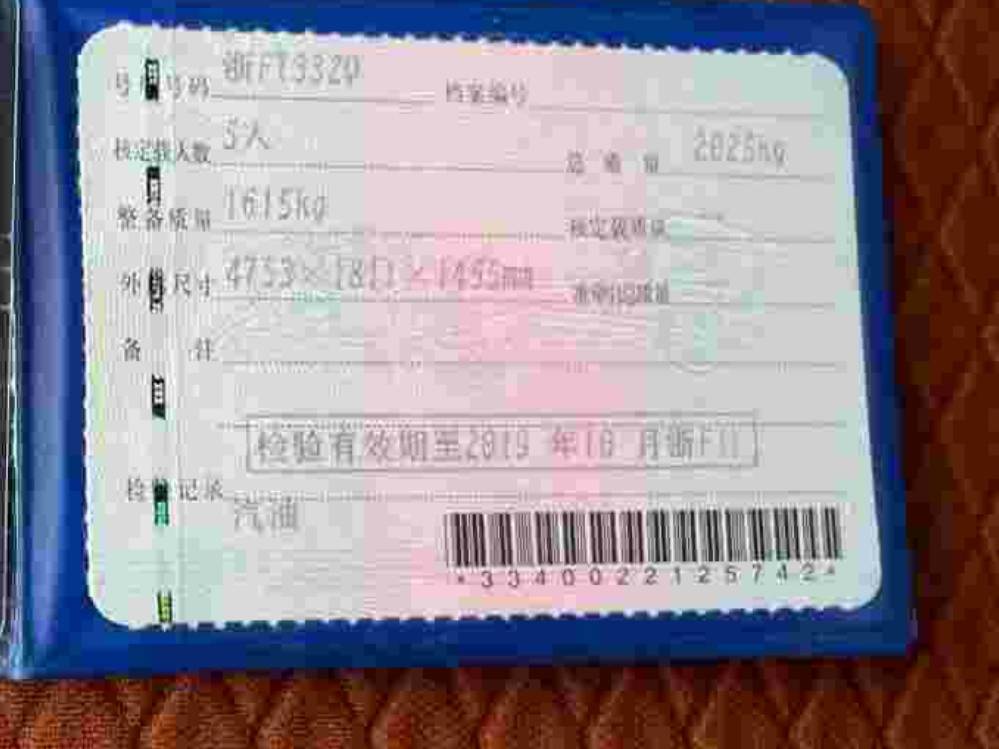 号牌号码 浙FT332D 档案编号
核定载人数 5人 总质量 2025kg
整备质量 1615kg 核定载质量
外廓尺寸 4753×1811×1455mm 准牵引总质量
备注
检验有效期至2019 年10 月浙F
检验记录
汽油
*3340022125742*